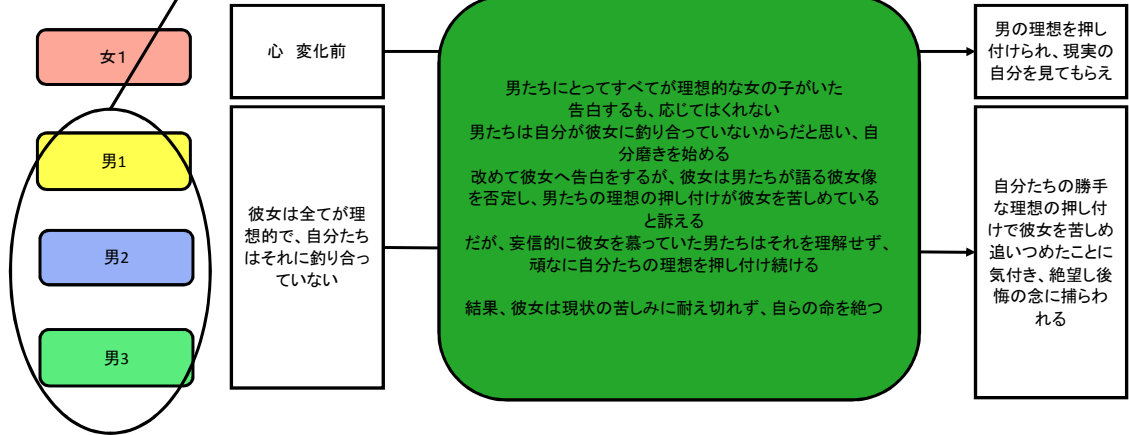 女1
男1
男2
男3
心　変化前
彼女は全てが理
想的で、自分たち
はそれに釣り合っ
ていない
男たちにとってすべてが理想的な女の子がいた
告白するも、応じてはくれない
男たちは自分が彼女に釣り合っていないからだと思い、自
分磨きを始める
改めて彼女へ告白をするが、彼女は男たちが語る彼女像
を否定し、男たちの理想の押し付けが彼女を苦しめている
と訴える
だが、妄信的に彼女を慕っていた男たちはそれを理解せず、
頑なに自分たちの理想を押し付け続ける
結果、彼女は現状の苦しみに耐え切れず、自らの命を絶つ
男の理想を押し
付けられ、現実の
自分を見てもらえ
自分たちの勝手
な理想の押し付
けで彼女を苦しめ
追いつめたことに
気付き、絶望し後
悔の念に捕らわ
れる